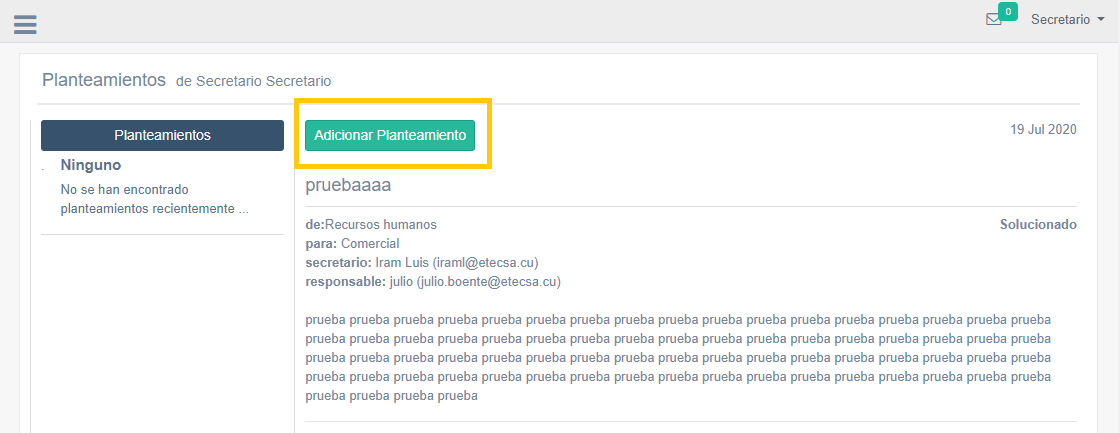 0
Secretario
Planteamientos de Secretario Secretario
Planteamientos
. Ninguno
No se han encontrado
planteamientos recientemente ...
Adicionar Planteamiento
19 Jul 2020
pruebaaaa
de:Recursos humanos
Solucionado
para: Comercial
secretario: Iram Luis (iraml@etecsa.cu)
responsable: julio (julio.boente@etecsa.cu)
prueba prueba prueba prueba prueba prueba prueba prueba prueba prueba prueba prueba prueba prueba prueba prueba prueba
prueba prueba prueba prueba prueba prueba prueba prueba prueba prueba prueba prueba prueba prueba prueba prueba prueba
prueba prueba prueba prueba prueba prueba prueba prueba prueba prueba prueba prueba prueba prueba prueba prueba prueba
prueba prueba prueba prueba prueba prueba prueba prueba prueba prueba prueba prueba prueba prueba prueba prueba prueba
prueba prueba prueba prueba